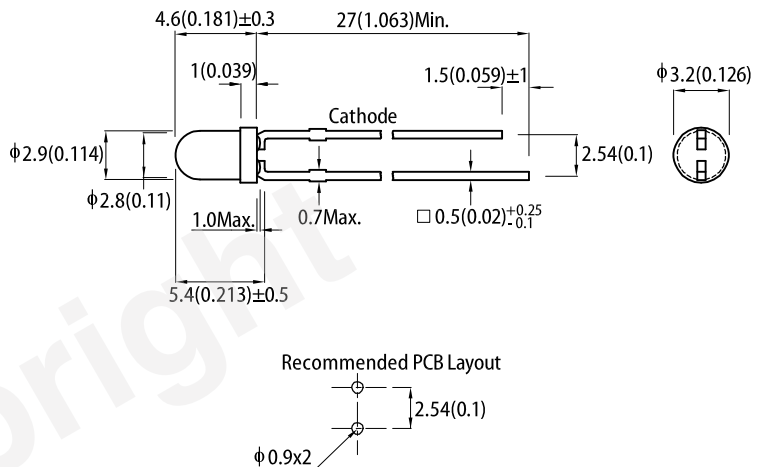 4.6(0.181)±0.3
27(1.063)Min.
1(0.039)
1.5(0.059)±1
ϕ3.2(0.126)
Cathode
ϕ2.9(0.114)
2.54(0.1)
ϕ2.8(0.11)
1.0Max.
0.7Max.
□ 0.5(0.02) +0.25 -0.1
5.4(0.213)±0.5
bright
Recommended PCB Layout
2.54(0.1)
ϕ0.9x2